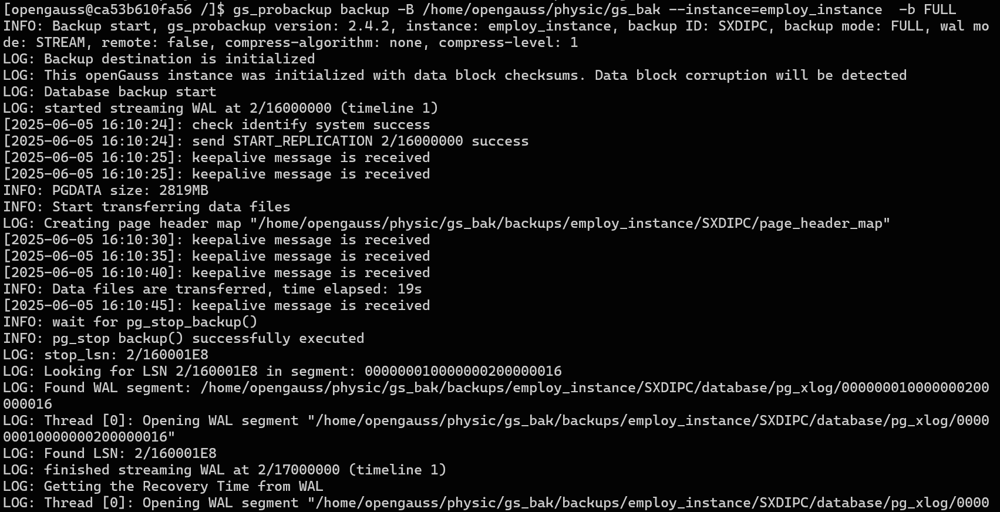 [opengauss@ca53b610fa56 /]$ gs_probackup backup -B /home/opengauss/physic/gs_bak --instance=employ_instance  -b FULL
INFO: Backup start, gs_probackup version: 2.4.2, instance: employ_instance, backup ID: SXDIPC, backup mode: FULL, wal mo
de: STREAM, remote: false, compress-algorithm: none, compress-level: 1
LOG: Backup destination is initialized
LOG: This openGauss instance was initialized with data block checksums. Data block corruption will be detected
LOG: Database backup start
LOG: started streaming WAL at 2/16000000 (timeline 1)
[2025-06-05 16:10:24]: check identify system success
[2025-06-05 16:10:24]: send START_REPLICATION 2/16000000 success
[2025-06-05 16:10:25]: keepalive message is received
[2025-06-05 16:10:25]: keepalive message is received
INFO: PGDATA size: 2819MB
INFO: Start transferring data files
LOG: Creating page header map "/home/opengauss/physic/gs_bak/backups/employ_instance/SXDIPC/page_header_map"
[2025-06-05 16:10:30]: keepalive message is received
[2025-06-05 16:10:35]: keepalive message is received
[2025-06-05 16:10:40]: keepalive message is received
INFO: Data files are transferred, time elapsed: 19s
[2025-06-05 16:10:45]: keepalive message is received
INFO: wait for pg_stop_backup()
INFO: pg_stop backup() successfully executed
LOG: stop_lsn: 2/160001E8
LOG: Looking for LSN 2/160001E8 in segment: 000000010000000200000016
LOG: Found WAL segment: /home/opengauss/physic/gs_bak/backups/employ_instance/SXDIPC/database/pg_xlog/000000010000000200
000016
LOG: Thread [0]: Opening WAL segment "/home/opengauss/physic/gs_bak/backups/employ_instance/SXDIPC/database/pg_xlog/0000
00010000000200000016"
LOG: Found LSN: 2/160001E8
LOG: finished streaming WAL at 2/17000000 (timeline 1)
LOG: Getting the Recovery Time from WAL
LOG: Thread [0]: Opening WAL segment "/home/opengauss/physic/gs_bak/backups/employ_instance/SXDIPC/database/pg_xlog/0000